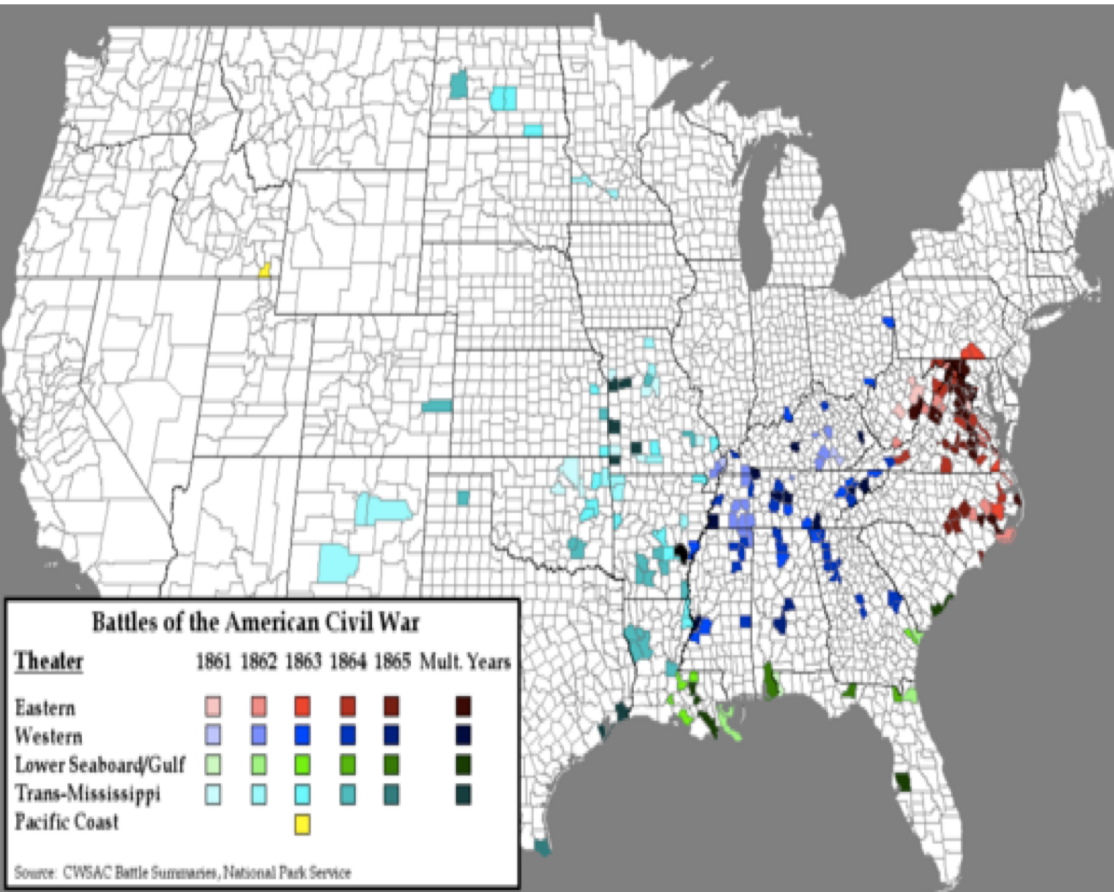 Battles of the American Civil War
Theater 1861 1862 1863 1864 1865 Mult. Years
Eastern
Western
Lower Seaboard/Gulf
Trans-Mississippi
Pacific Coast
Source: CWSAC Battle Summaries, National Park Service